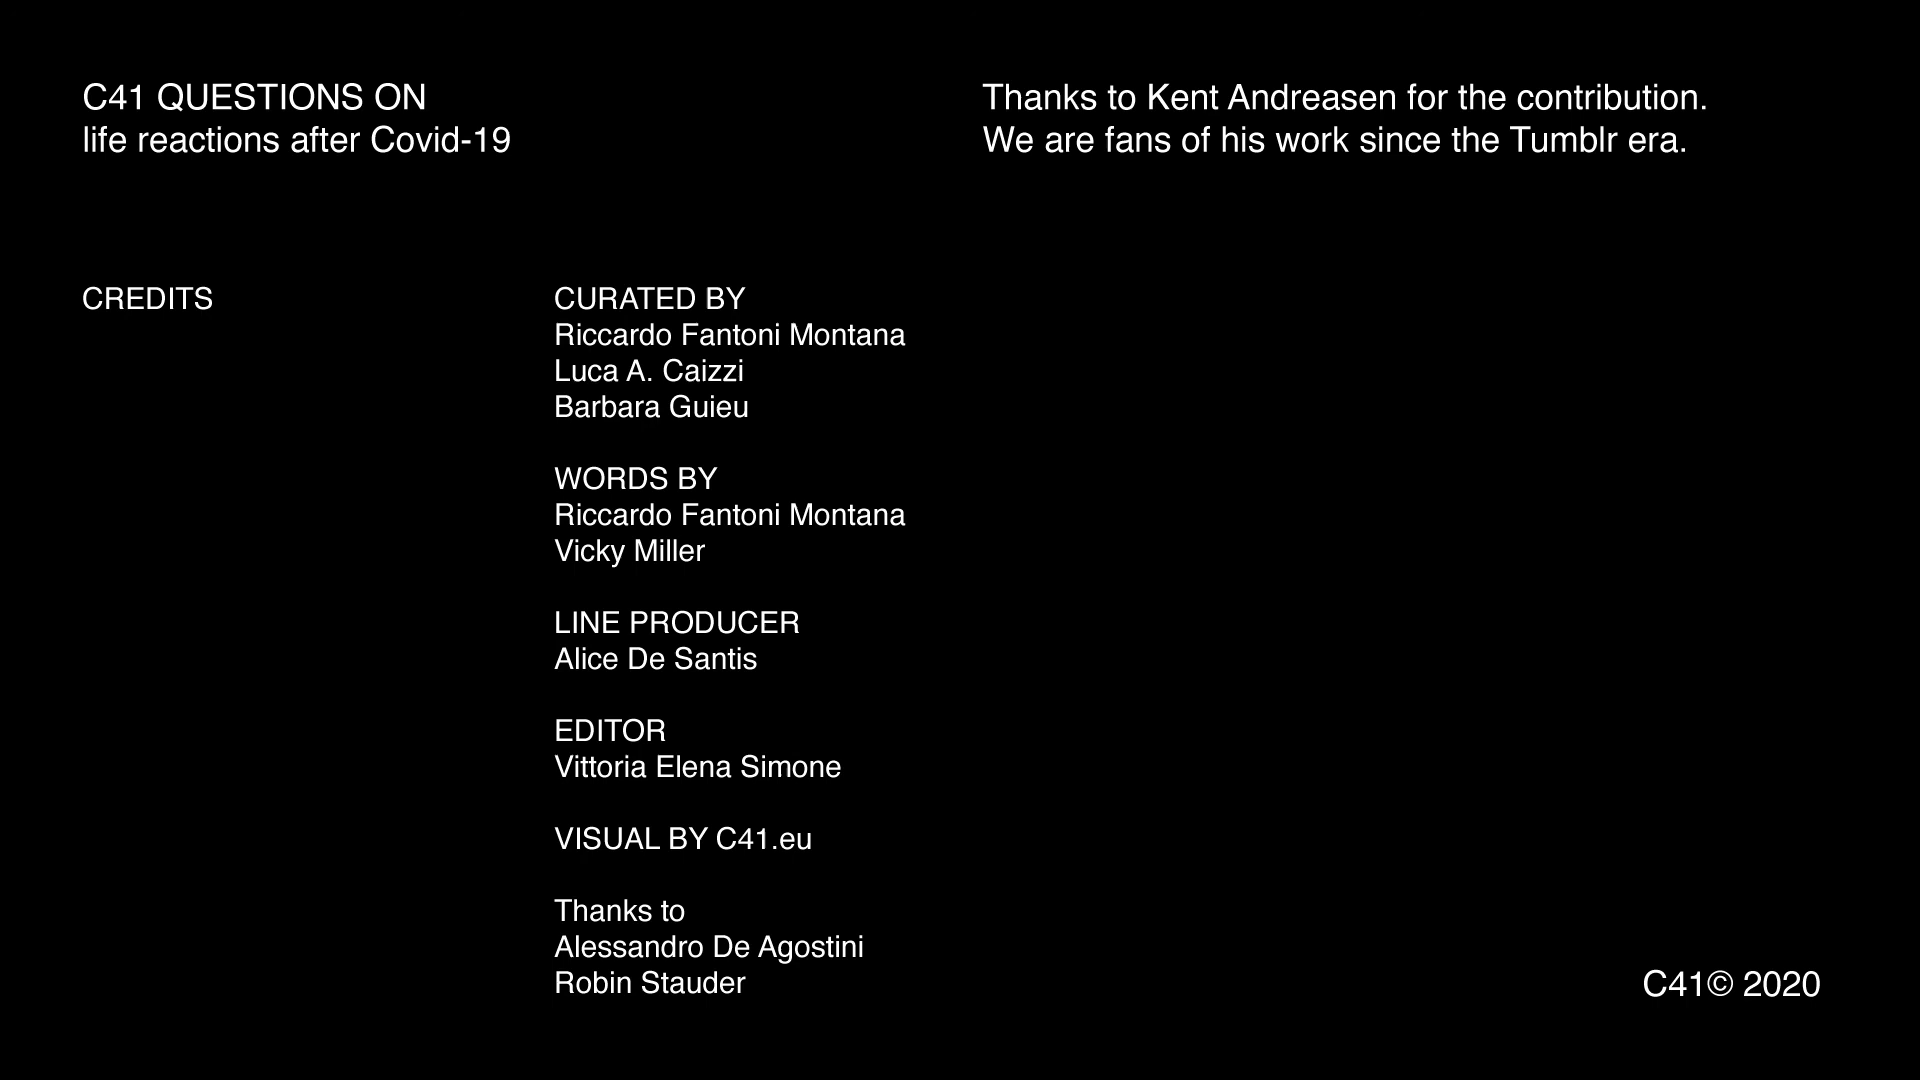 C41 QUESTIONS ON
life reactions after Covid-19
Thanks to Kent Andreasen for the contribution.
We are fans of his work since the Tumblr era.
CREDITS
CURATED BY
Riccardo Fantoni Montana
Luca A. Caizzi
Barbara Guieu
WORDS BY
Riccardo Fantoni Montana
Vicky Miller
LINE PRODUCER
Alice De Santis
EDITOR
Vittoria Elena Simone
VISUAL BY C41.eu
Thanks to
Alessandro De Agostini
Robin Stauder
C41© 2020